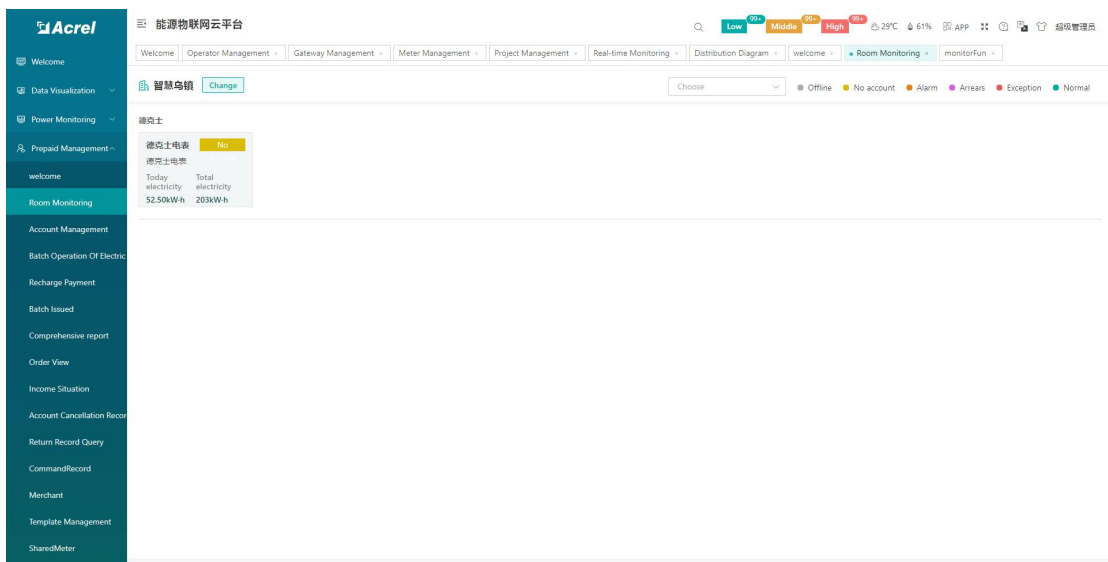 Acrel
能源物联网云平台
Low 99+ Middle 99+ High 99+ 29℃ 61% APP 超级管理员
Welcome Operator Management × Gateway Management × Meter Management × Project Management × Real-time Monitoring × Distribution Diagram × welcome × Room Monitoring × monitorFun ×
智慧乌镇 Change
Choose Offline No account Alarm Arrears Exception Normal
Welcome
Data Visualization
Power Monitoring
Prepaid Management
welcome
Room Monitoring
Account Management
Batch Operation Of Electric
Recharge Payment
Batch Issued
Comprehensive report
Order View
Income Situation
Account Cancellation Recor
Return Record Query
CommandRecord
Merchant
Template Management
SharedMeter
德克士
德克士电表 No
德克士电表
Today Total
electricity electricity
52.50kW·h 203kW·h